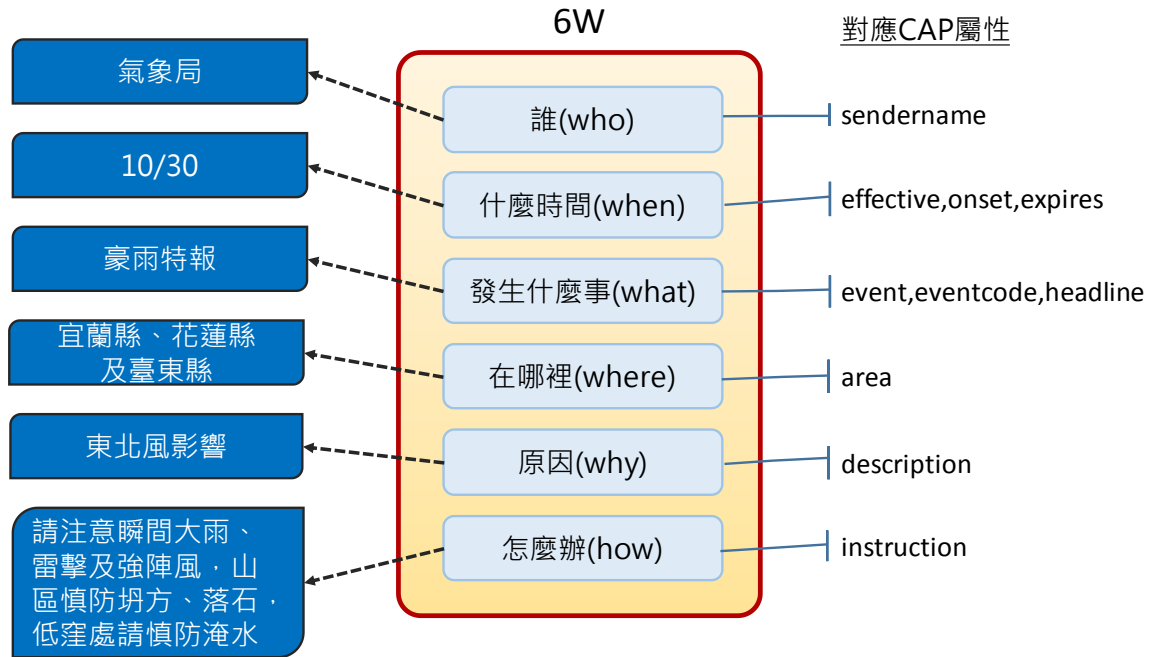 6W
對應CAP屬性
氣象局
誰(who)
sendername
10/30
什麼時間(when)
effective,onset,expires
豪雨特報
發生什麼事(what)
event,eventcode,headline
宜蘭縣、花蓮縣
及臺東縣
在哪裡(where)
area
東北風影響
原因(why)
description
請注意瞬間大雨、
雷擊及強陣風，山
區慎防坍方、落石，
低窪處請慎防淹水
怎麼辦(how)
instruction